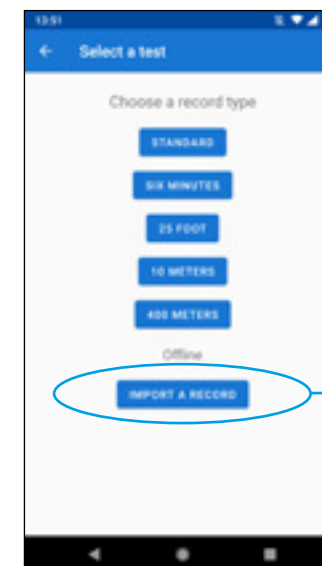 13:51
Select a test
Choose a record type
STANDARD
SIX MINUTES
25 FOOT
10 METERS
400 METERS
Offline
IMPORT A RECORD